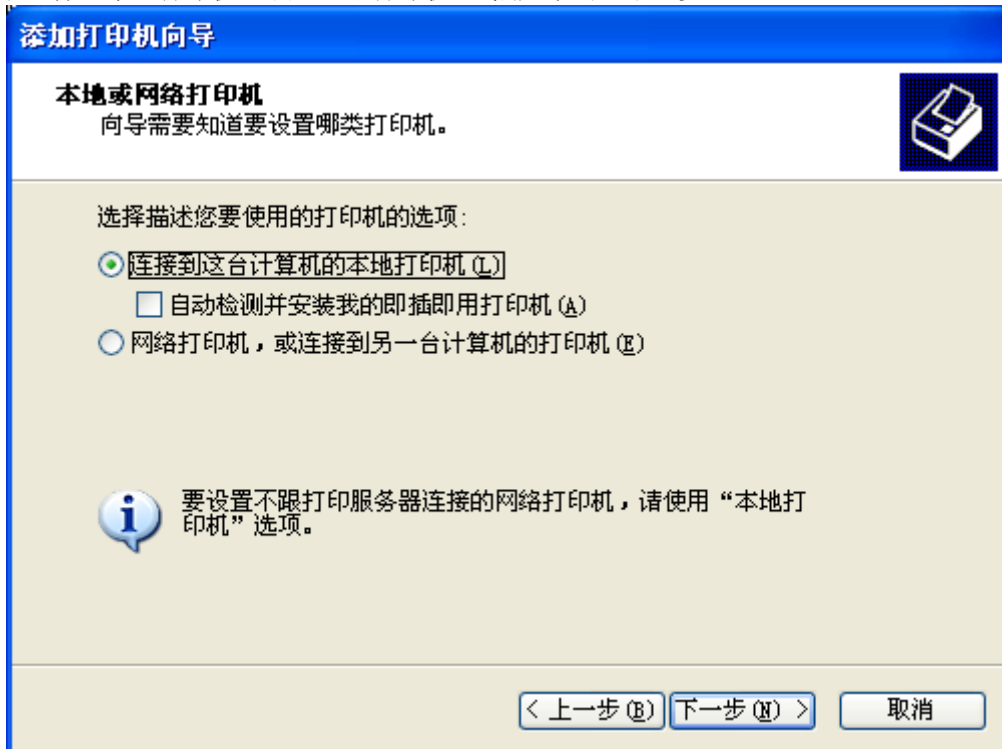 添加打印机向导
本地或网络打印机
向导需要知道要设置哪类打印机。
选择描述您要使用的打印机的选项:
连接到这台计算机的本地打印机(L)
自动检测并安装我的即插即用打印机(A)
网络打印机,或连接到另一台计算机的打印机(E)
要设置不跟打印服务器连接的网络打印机,请使用“本地打
印机”选项。
< 上一步(B) 下一步(N) > 取消